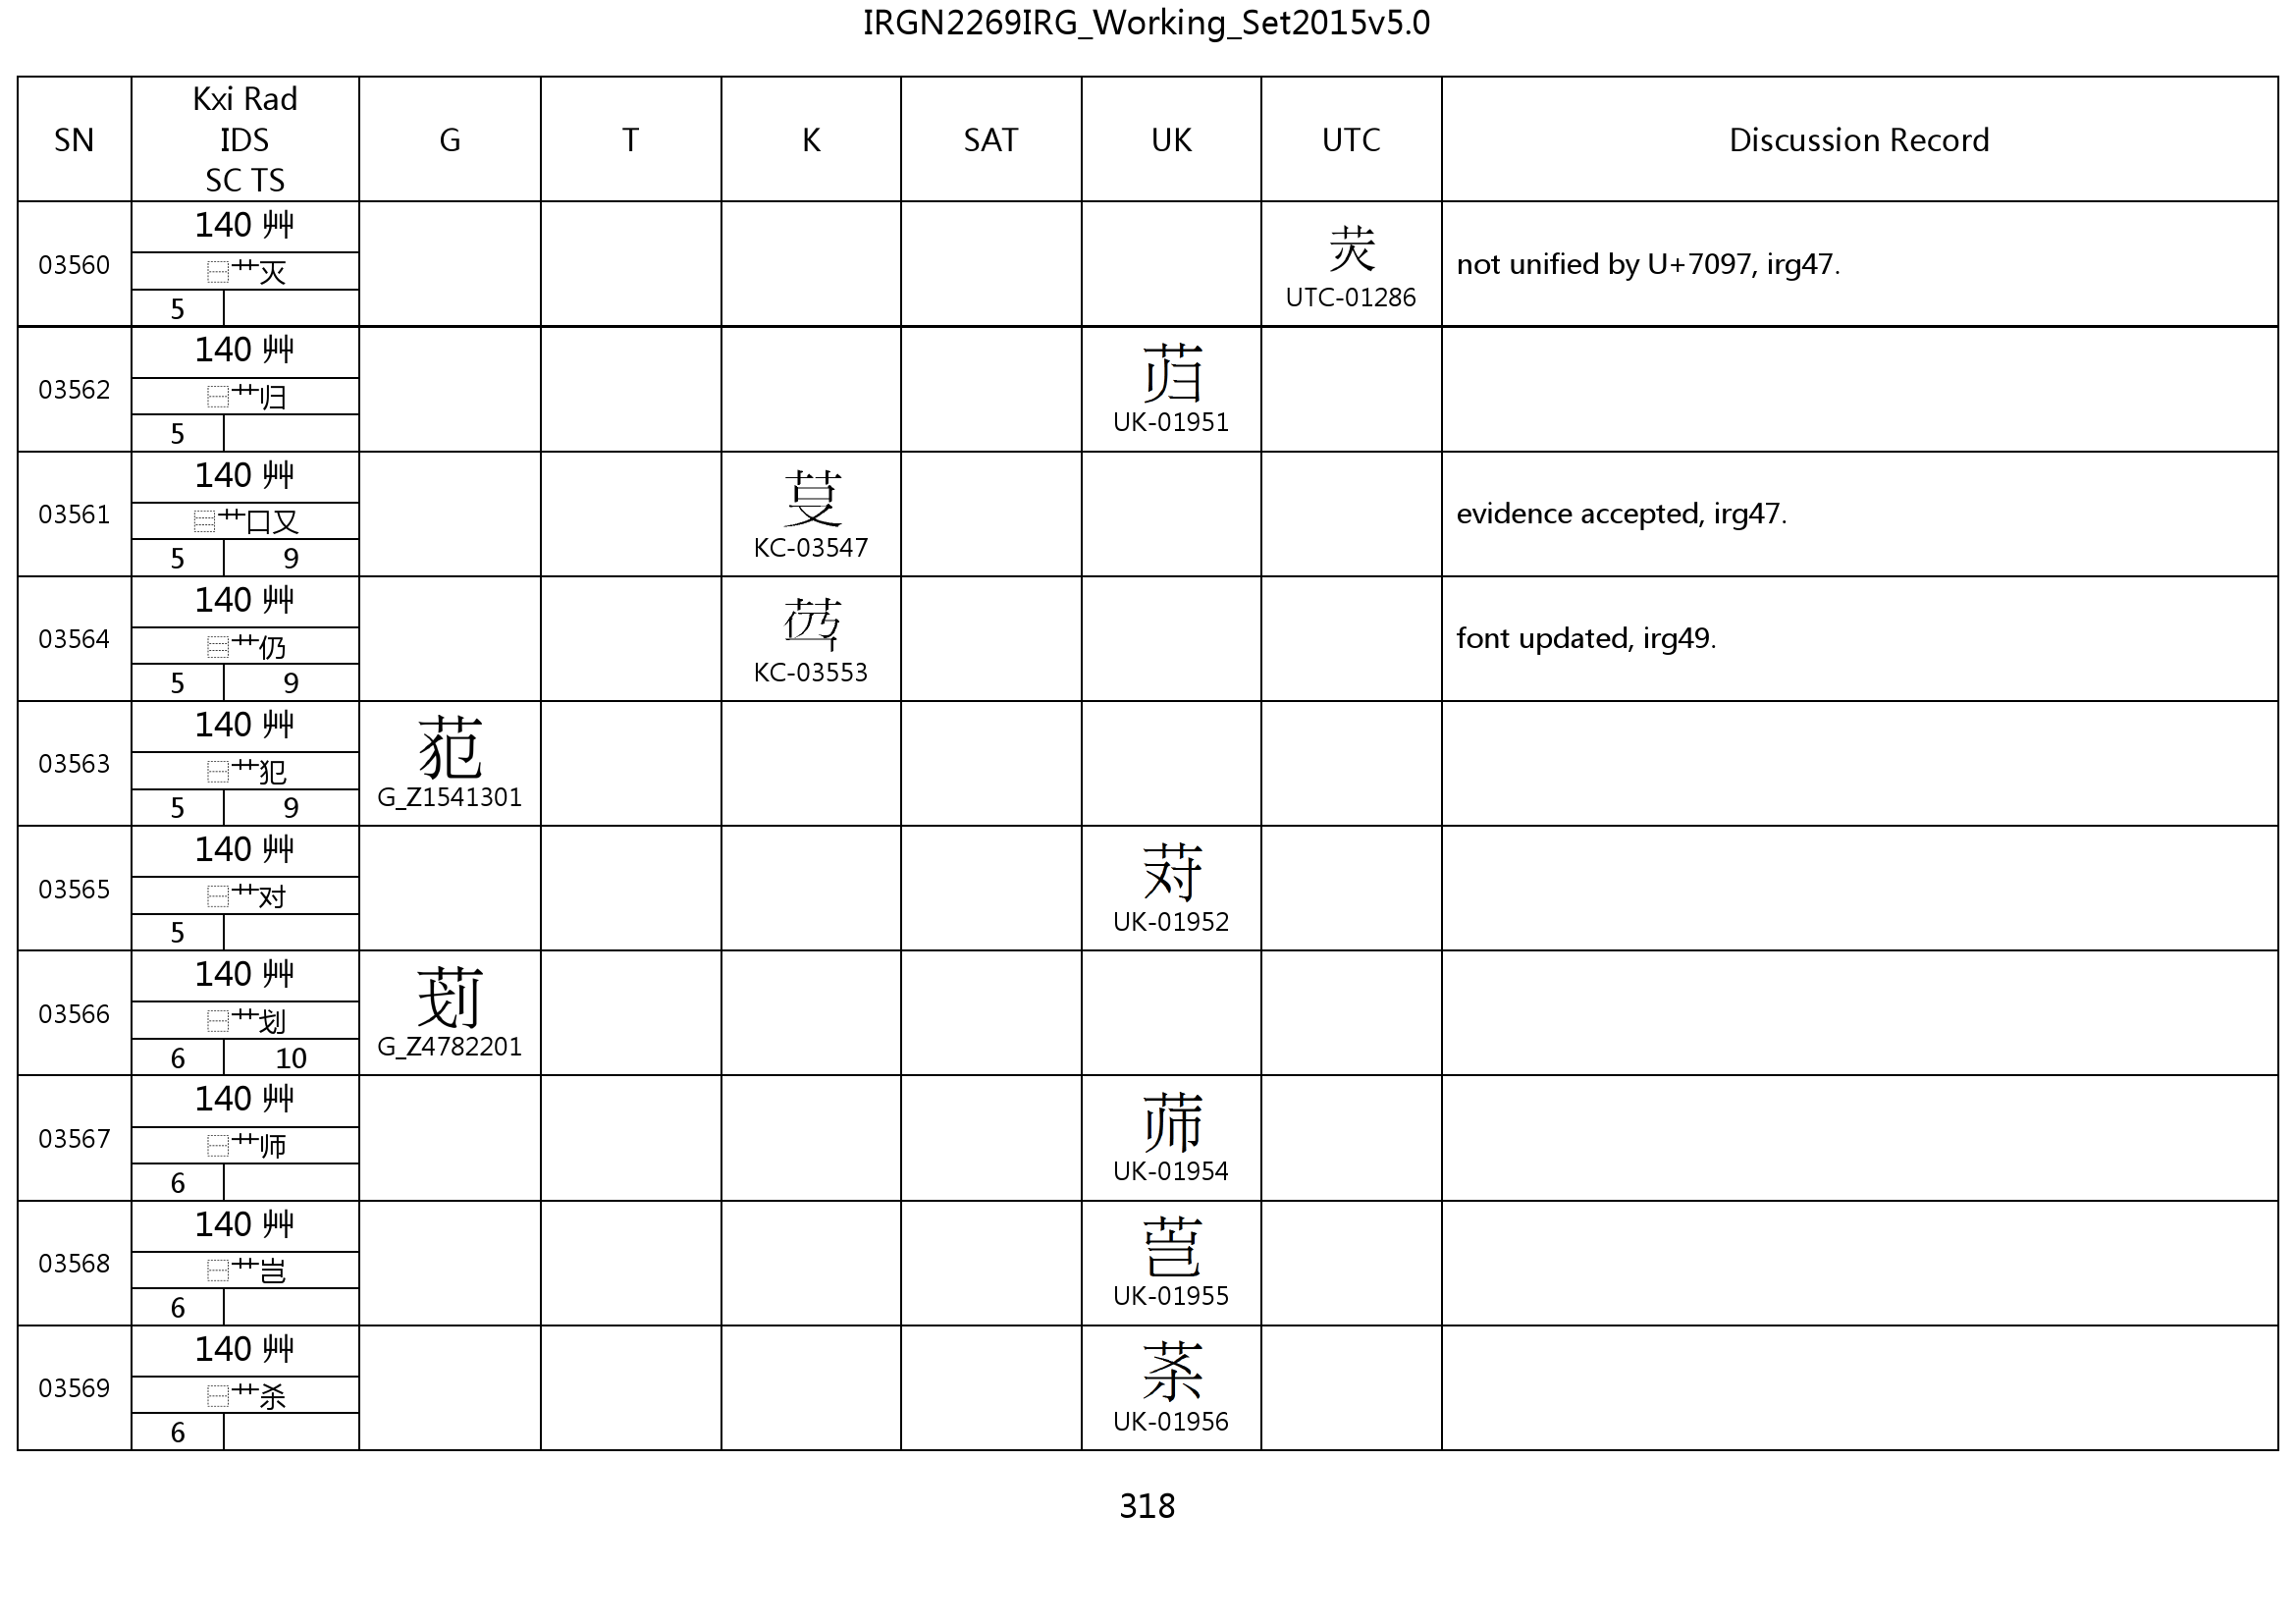 IRGN2269IRG_Working_Set2015v5.0
SN
Kxi Rad
IDS
SC TS
G
T
K
SAT
UK
UTC
Discussion Record
03560
140 艸
⿱艹灭
5
UTC-01286
not unified by U+7097, irg47.
03562
140 艸
⿱艹归
5
UK-01951
03561
140 艸
⿳艹口又
5 9
KC-03547
evidence accepted, irg47.
03564
140 艸
⿳艹仍
5 9
KC-03553
font updated, irg49.
03563
140 艸
⿱艹犯
5 9
G_Z1541301
03565
140 艸
⿱艹对
5
UK-01952
03566
140 艸
⿱艹划
6 10
G_Z4782201
03567
140 艸
⿱艹师
6
UK-01954
03568
140 艸
⿱艹岂
6
UK-01955
03569
140 艸
⿱艹杀
6
UK-01956
318